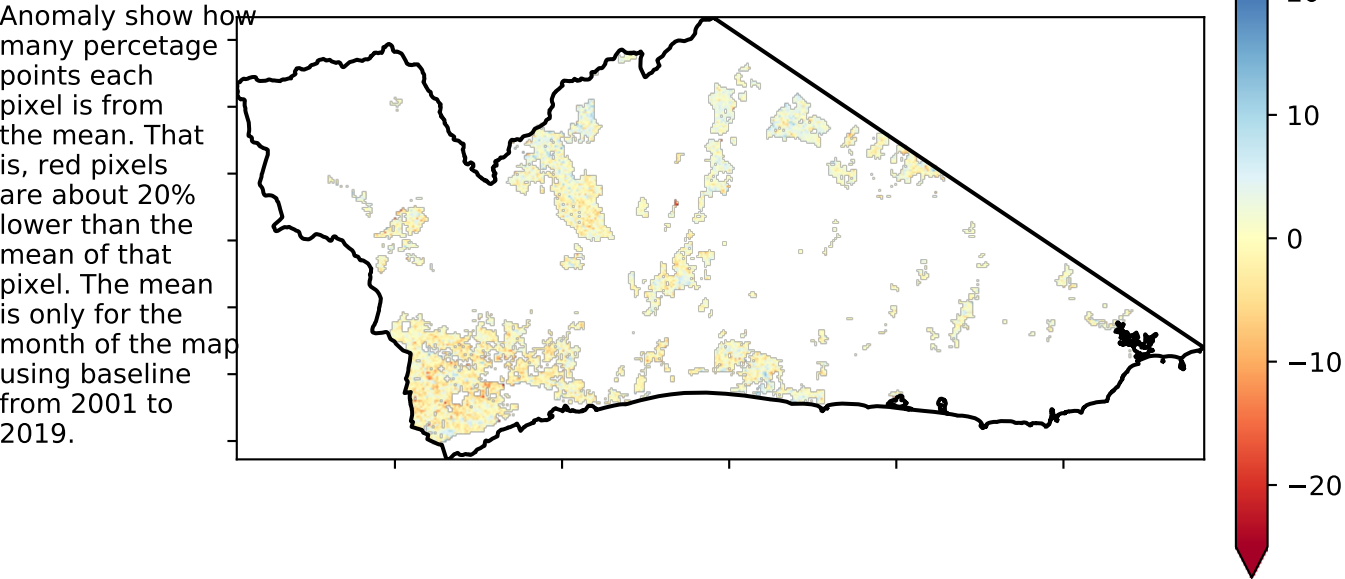 Anomaly show how
many percetage
points each
pixel is from
the mean. That
is, red pixels
are about 20%
lower than the
mean of that
pixel. The mean
is only for the
month of the map
using baseline
from 2001 to
2019.
10
0
−10
−20